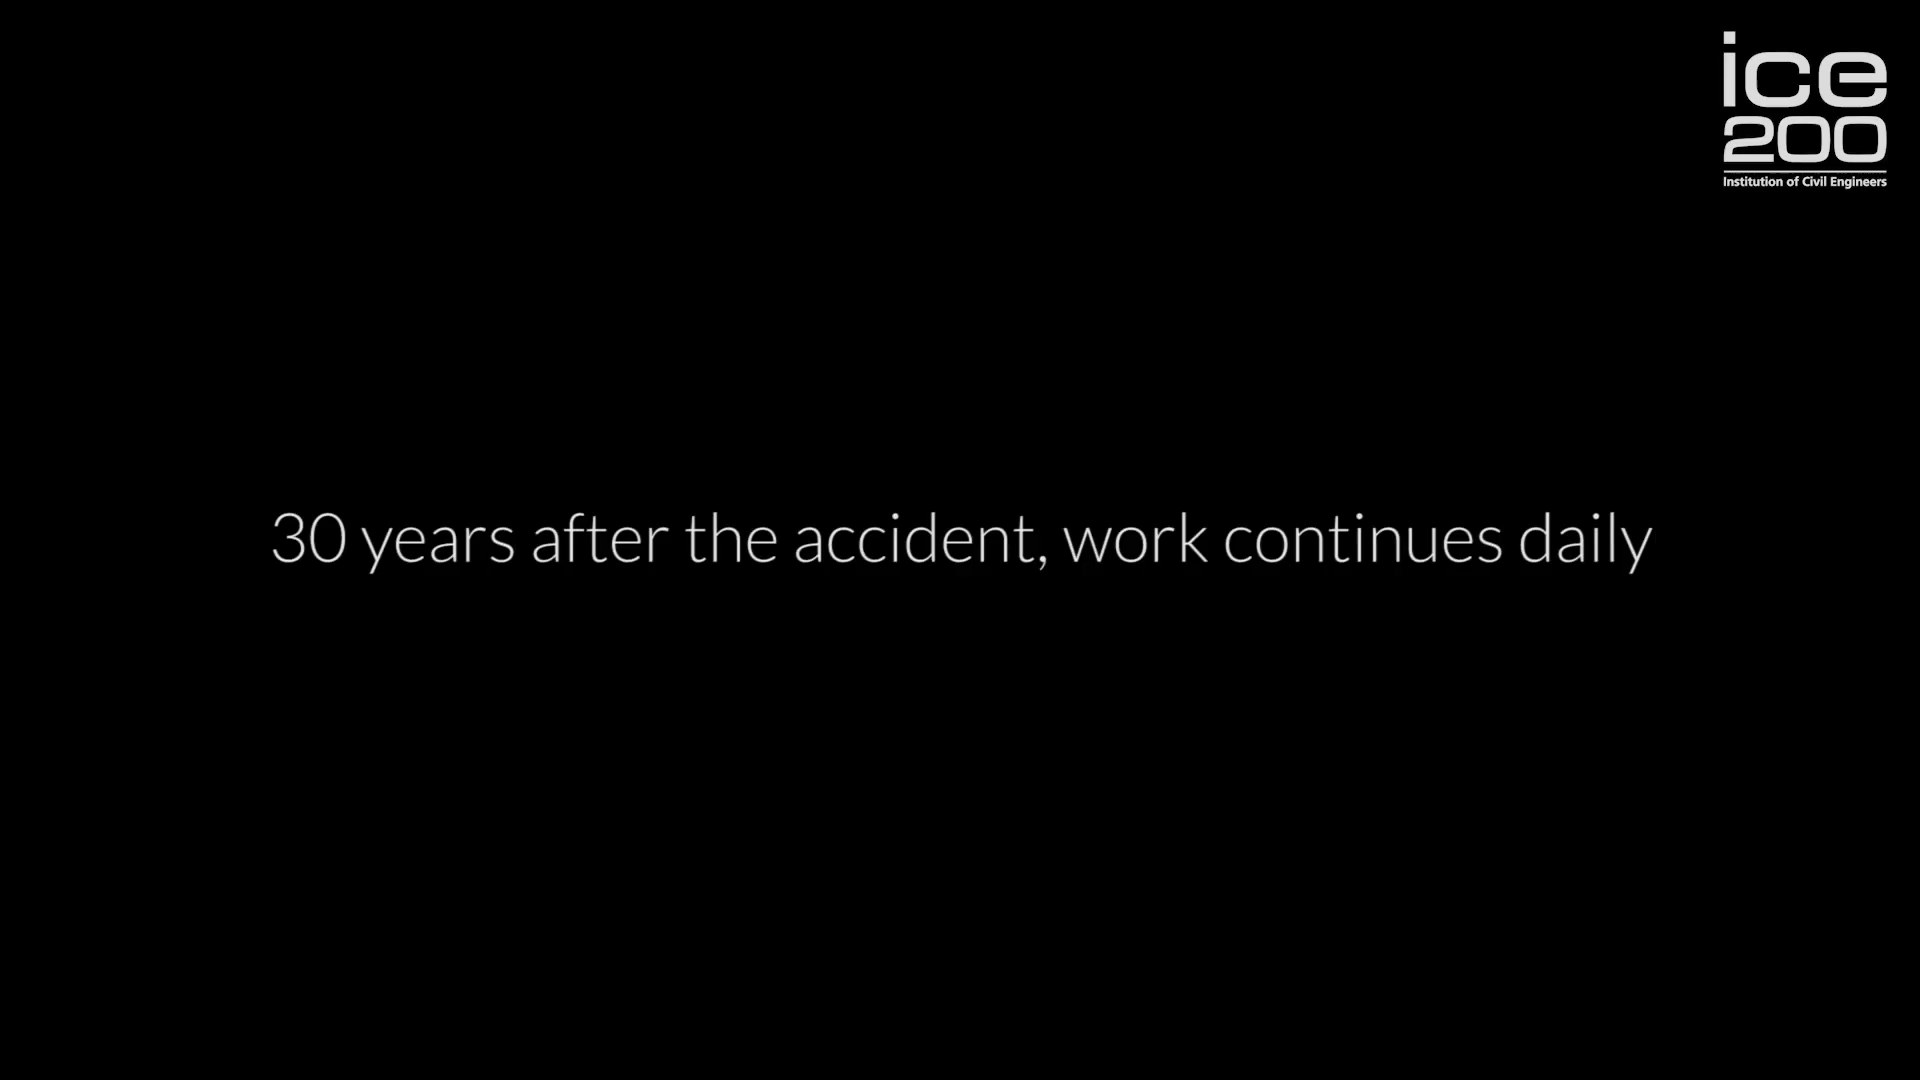 ice
200
Institution of Civil Engineers
30 years after the accident, work continues daily